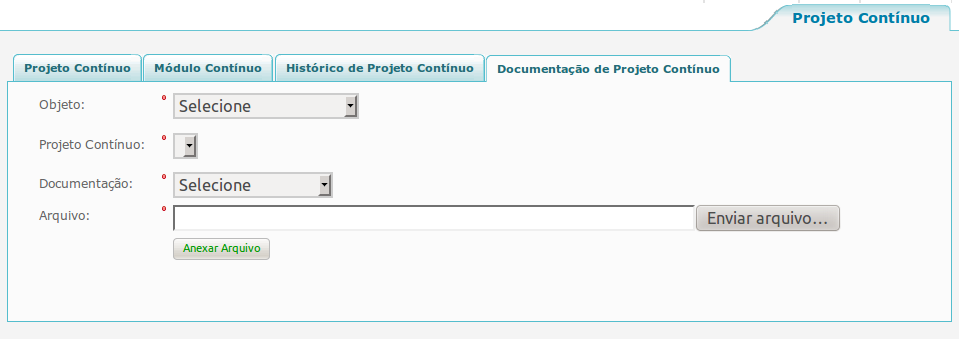 Projeto Contínuo
Projeto Contínuo Módulo Contínuo Histórico de Projeto Contínuo Documentação de Projeto Contínuo
Objeto: Selecione
Projeto Contínuo:
Documentação: Selecione
Arquivo: Enviar arquivo...
Anexar Arquivo